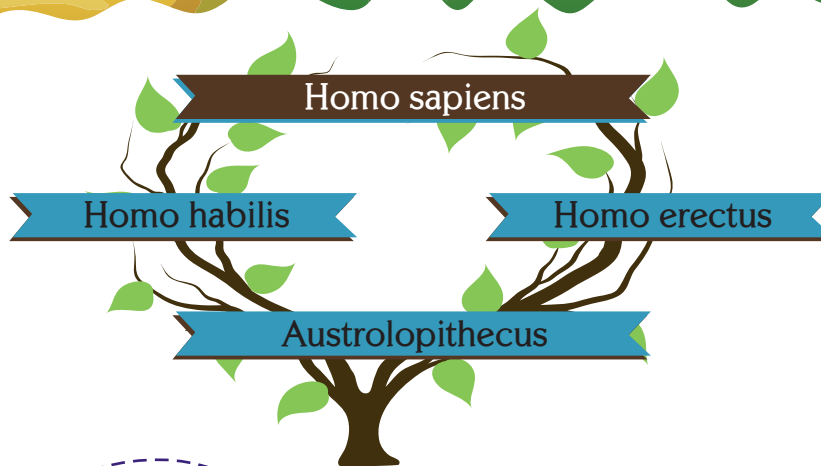 Homo sapiens
Homo habilis
Homo erectus
Austrolopithecus